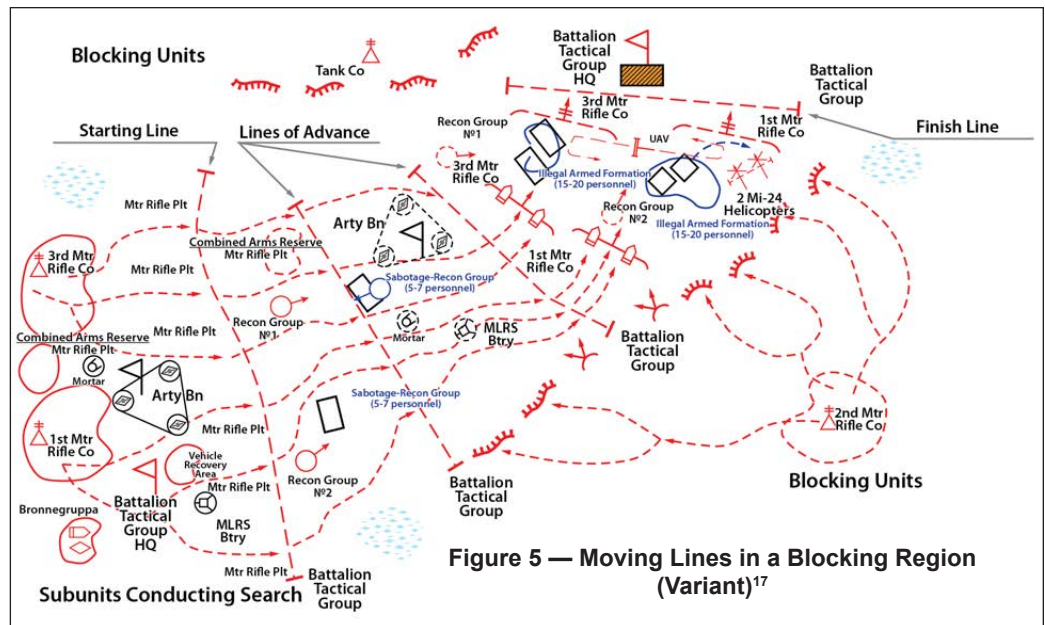 Blocking Units
Tank Co
Battalion
Tactical
Group
HQ
Battalion
Tactical
Group
Starting Line
Lines of Advance
Recon Group
№1
3rd Mtr
Rifle Co
UAV
1st Mtr
Rifle Co
Finish Line
3rd Mtr
Rifle Co
Illegal Armed Formation
(15-20 personnel)
Mtr Rifle Plt
Recon Group
№2
2 Mi-24
Helicopters
Illegal Armed Formation
(15-20 personnel)
Arty Bn
Combined Arms Reserve
Mtr Rifle Plt
3rd Mtr
Rifle Co
Mtr Rifle Plt
1st Mtr
Rifle Co
Sabotage-Recon Group
(5-7 personnel)
Recon Group
№1
Mtr Rifle Plt
Mortar
MLRS
Btry
Combined Arms Reserve
Mtr Rifle Plt
Mortar
Arty Bn
Battalion
Tactical
Group
Mtr Rifle Plt
Sabotage-Recon Group
(5-7 personnel)
1st Mtr
Rifle Co
Mtr Rifle Plt
2nd Mtr
Rifle Co
Vehicle
Recovery
Area
Mtr Rifle Plt
Recon Group
№2
Battalion
Tactical
Group
Blocking Units
Bronnegruppa
Battalion
Tactical
Group
HQ
MLRS
Btry
Mtr Rifle Plt
Battalion
Tactical
Group
Subunits Conducting Search
Figure 5 — Moving Lines in a Blocking Region
(Variant)17